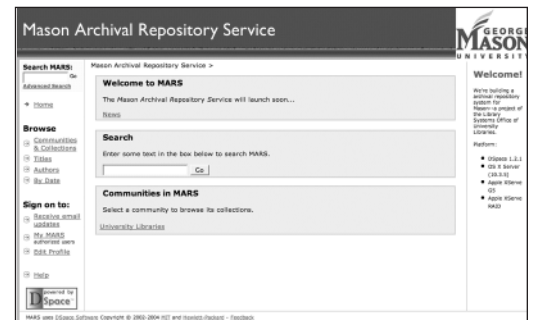 Mason Archival Repository Service
GEORGE
MASON
UNIVERSITY
Search MARS:
Go
Advanced Search
Home
Browse
Communities
& Collections
Titles
Authors
By Date
Sign on to:
Receive email
updates
My MARS
authorized users
Edit Profile
Help
powered by
DSpace
Mason Archival Repository Service >
Welcome to MARS
The Mason Archival Repository Service will launch soon...
News
Search
Enter some text in the box below to search MARS.
Go
Communities in MARS
Select a community to browse its collections.
University Libraries
Welcome!
We're building a
archival repository
system for
Mason--a project of
the Library
Systems Office of
University
Libraries.
Platform:
DSpace 1.2.1
OS X Server
(10.3.5)
Apple XServe
G5
Apple XServe
RAID
MARS uses DSpace Software Copyright © 2002-2004 MIT and Hewlett-Packard - Feedback